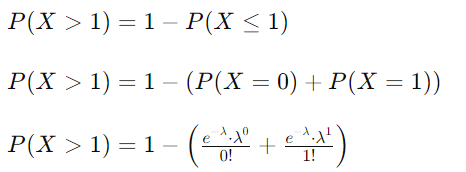 P(X > 1) = 1 − P(X ≤ 1)
P(X > 1) = 1 − (P(X = 0) + P(X = 1))
P(X > 1) = 1 − (e^{-λ}·λ^0/0! + e^{-λ}·λ^1/1!)